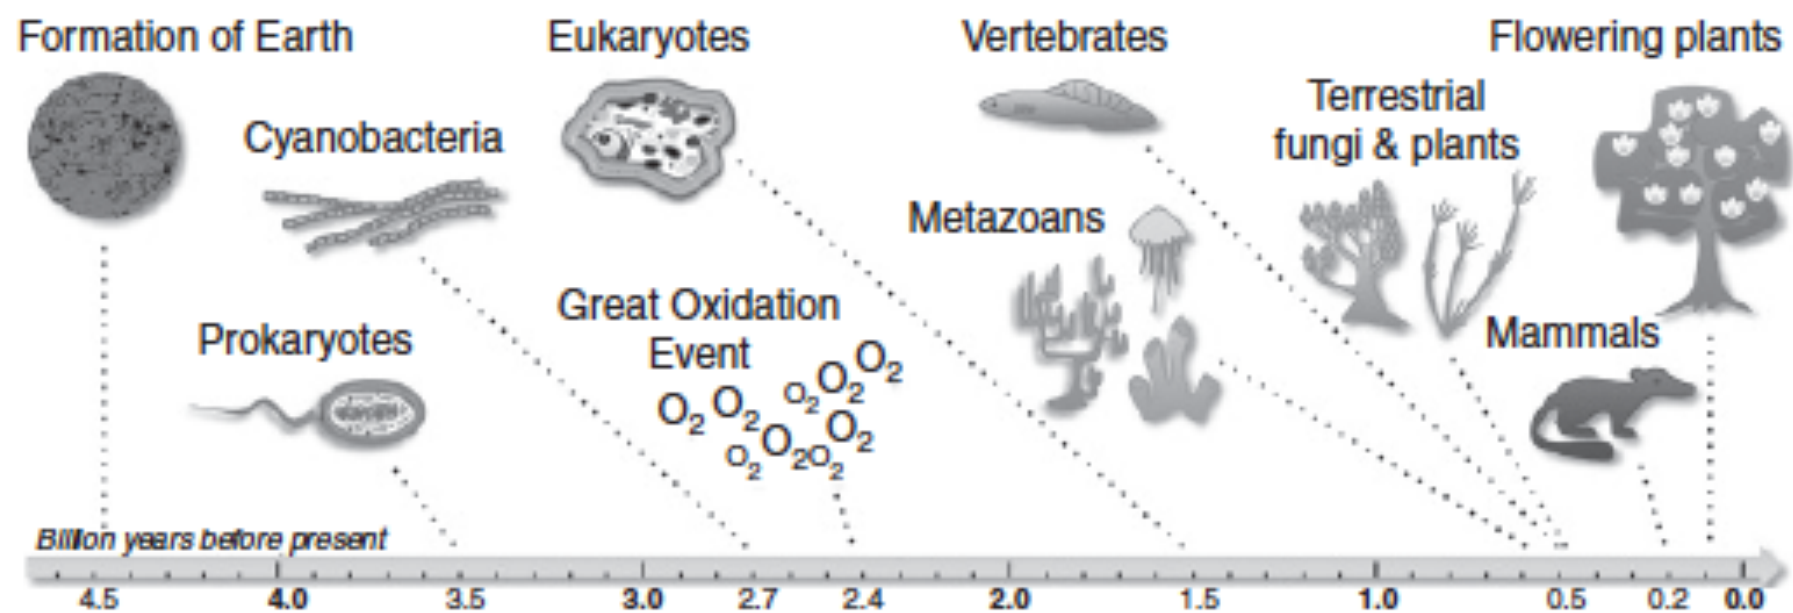 Formation of Earth
Eukaryotes
Vertebrates
Flowering plants
Terrestrial
fungi & plants
Cyanobacteria
Metazoans
Great Oxidation
Event
Prokaryotes
Mammals
O2 O2 O2 O2 O2
O2 O2 O2 O2
Billion years before present
4.5 4.0 3.5 3.0 2.7 2.4 2.0 1.5 1.0 0.5 0.2 0.0